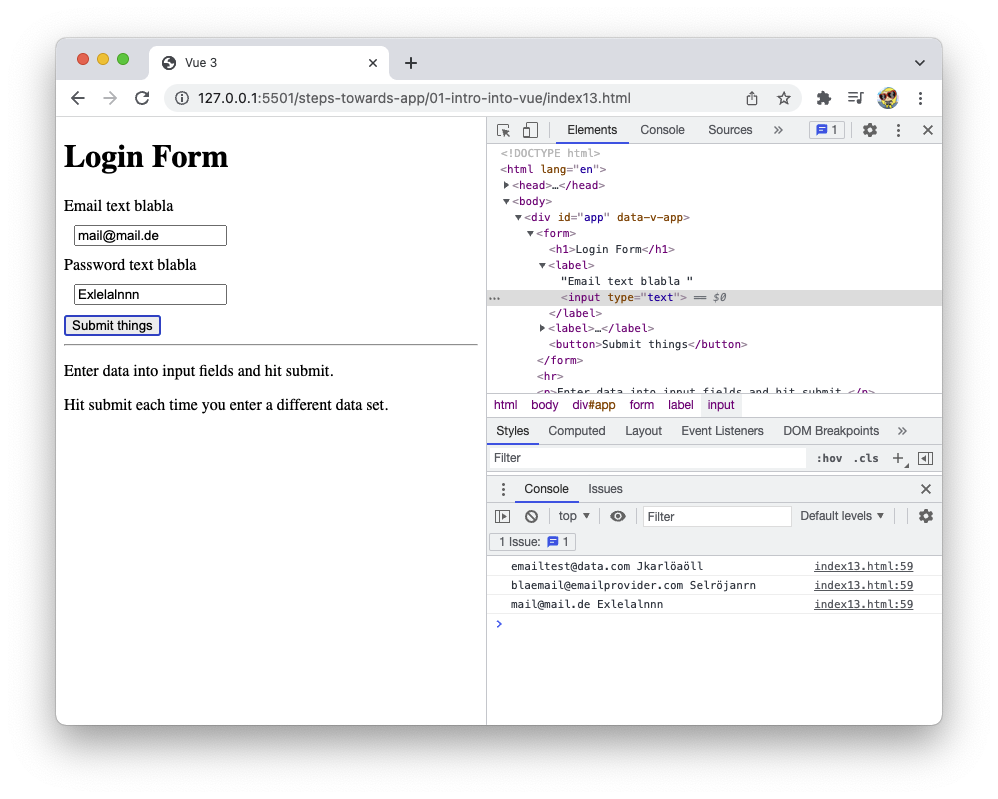 Vue 3
127.0.0.1:5501/steps-towards-app/01-intro-into-vue/index13.html
Login Form
Email text blabla
mail@mail.de
Password text blabla
Exlelalnnn
Submit things
Enter data into input fields and hit submit.
Hit submit each time you enter a different data set.
Elements Console Sources » 1
<!DOCTYPE html>
<html lang="en">
<head>…</head>
<body>
<div id="app" data-v-app>
<form>
<h1>Login Form</h1>
<label>
"Email text blabla "
<input type="text"> == $0
</label>
<label>…</label>
<button>Submit things</button>
</form>
<hr>
<p>Enter data into input fields and hit submit.</p>
html body div#app form label input
Styles Computed Layout Event Listeners DOM Breakpoints »
Filter :hov .cls +
Console Issues
top Filter Default levels
1 Issue: 1
emailtest@data.com Jkarlöaöll index13.html:59
blaemail@emailprovider.com Selröjanrn index13.html:59
mail@mail.de Exlelalnnn index13.html:59
>